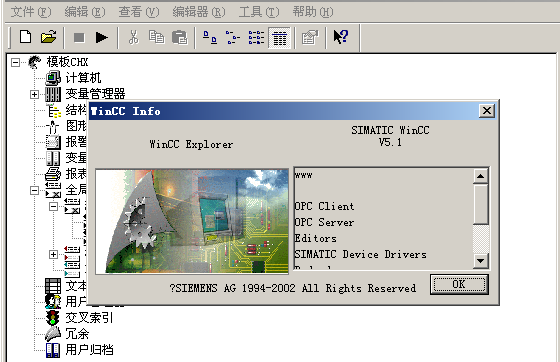 文件(F) 编辑(E) 查看(V) 编辑器(R) 工具(T) 帮助(H)
模板CHX
计算机
变量管理器
结构
图形
报警
变量
报表
全局
文本
用户管理器
交叉索引
冗余
用户归档
WinCC Info
WinCC Explorer
SIMATIC WinCC
V5.1
www
OPC Client
OPC Server
Editors
SIMATIC Device Drivers
?SIEMENS AG 1994-2002 All Rights Reserved
OK